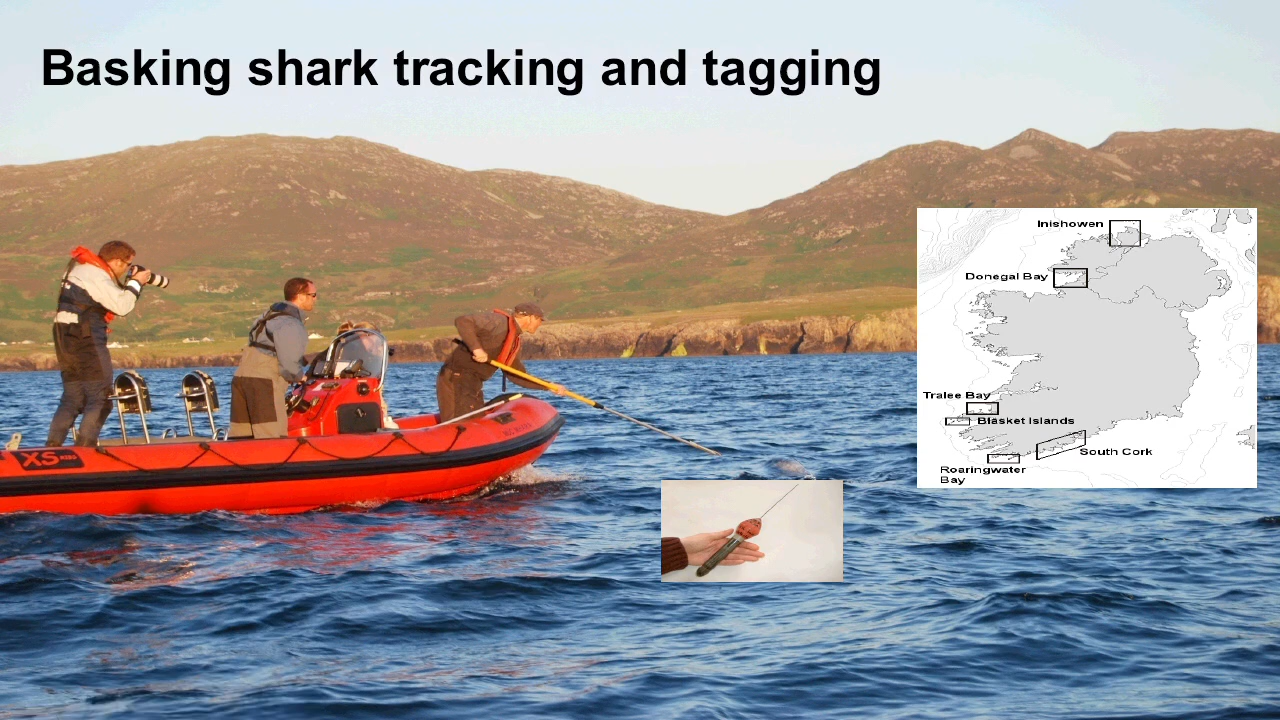 Basking shark tracking and tagging
Inishowen
Donegal Bay
Tralee Bay
Blasket Islands
South Cork
Roaringwater
Bay
XS